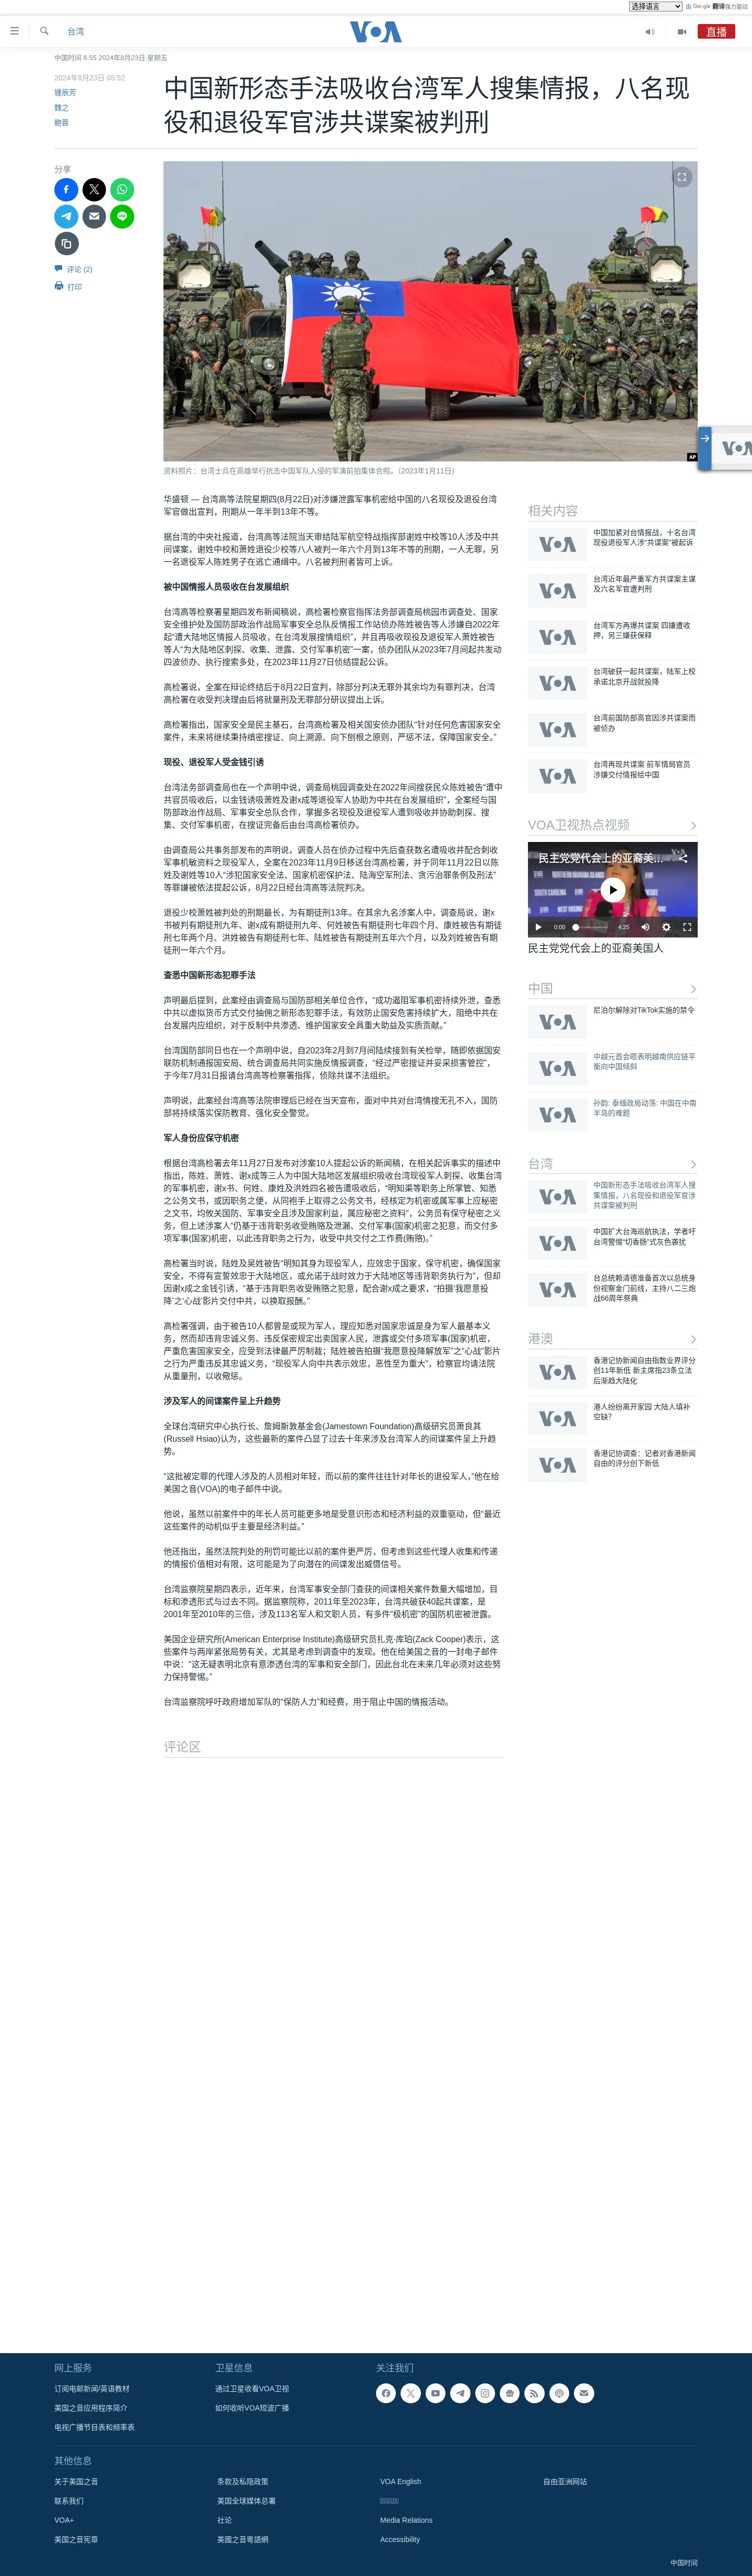 选择语言 由 Google 翻译强力驱动
台湾
VOA
直播
中国时间 8:55 2024年8月23日 星期五
2024年8月23日 05:52
锺辰芳
魏之
鲍蓉
中国新形态手法吸收台湾军人搜集情报，八名现
役和退役军官涉共谍案被判刑
分享
评论 (2)
打印
AP
资料照片：台湾士兵在高雄举行抗击中国军队入侵的军演前拍集体合照。（2023年1月11日）
华盛顿 — 台湾高等法院星期四(8月22日)对涉嫌泄露军事机密给中国的八名现役及退役台湾
军官做出宣判，刑期从一年半到13年不等。
据台湾的中央社报道，台湾高等法院当天审结陆军航空特战指挥部谢姓中校等10人涉及中共
间谍案，谢姓中校和萧姓退役少校等八人被判一年六个月到13年不等的刑期，一人无罪，另
一名退役军人陈姓男子在逃亡通缉中。八名被判刑者皆可上诉。
被中国情报人员吸收在台发展组织
台湾高等检察署星期四发布新闻稿说，高检署检察官指挥法务部调查局桃园市调查处、国家
安全维护处及国防部政治作战局军事安全总队反情报工作站侦办陈姓被告等人涉嫌自2022年
起“遭大陆地区情报人员吸收，在台湾发展搜情组织”，并且再吸收现役及退役军人萧姓被告
等人“为大陆地区刺探、收集、泄露、交付军事机密”一案，侦办团队从2023年7月间起共发动
四波侦办、执行搜索多处，在2023年11月27日侦结提起公诉。
高检署说，全案在辩论终结后于8月22日宣判，除部分判决无罪外其余均为有罪判决，台湾
高检署在收受判决理由后将就量刑及无罪部分研议提出上诉。
高检署指出，国家安全是民主基石，台湾高检署及相关国安侦办团队“针对任何危害国家安全
案件，未来将继续秉持缜密搜证、向上溯源、向下刨根之原则，严惩不法，保障国家安全。”
现役、退役军人受金钱引诱
台湾法务部调查局也在一个声明中说，调查局桃园调查处在2022年间搜获民众陈姓被告“遭中
共官员吸收后，以金钱诱吸萧姓及谢x成等退役军人协助为中共在台发展组织”，全案经与国
防部政治作战局、军事安全总队合作，掌握多名现役及退役军人遭到吸收并协助刺探、搜
集、交付军事机密，在搜证完备后由台湾高检署侦办。
由调查局公共事务部发布的声明说，调查人员在侦办过程中先后查获数名遭吸收并配合刺收
军事机敏资料之现役军人，全案在2023年11月9日移送台湾高检署，并于同年11月22日以陈
姓及谢姓等10人“涉犯国家安全法、国家机密保护法、陆海空军刑法、贪污治罪条例及刑法”
等罪嫌被依法提起公诉，8月22日经台湾高等法院判决。
退役少校萧姓被判处的刑期最长，为有期徒刑13年。在其余九名涉案人中，调查局说，谢x
书被判有期徒刑九年、谢x成有期徒刑九年、何姓被告有期徒刑七年四个月、康姓被告有期徒
刑七年两个月、洪姓被告有期徒刑七年、陆姓被告有期徒刑五年六个月，以及刘姓被告有期
徒刑一年六个月。
查悉中国新形态犯罪手法
声明最后提到，此案经由调查局与国防部相关单位合作，“成功遏阻军事机密持续外泄，查悉
中共以虚拟货币方式交付抽佣之新形态犯罪手法，有效防止国安危害持续扩大，阻绝中共在
台发展内应组织，对于反制中共渗透、维护国家安全具重大助益及实质贡献。”
台湾国防部同日也在一个声明中说，自2023年2月到7月间陆续接到有关检举，随即依据国安
联防机制通报国安局、统合调查局共同实施反情报调查，“经过严密搜证并妥采损害管控”，
于今年7月31日报请台湾高等检察署指挥，侦除共谍不法组织。
声明说，此案经台湾高等法院审理后已经在当天宣布，面对中共对台湾情搜无孔不入，国防
部将持续落实保防教育、强化安全警觉。
军人身份应保守机密
根据台湾高检署去年11月27日发布对涉案10人提起公诉的新闻稿，在相关起诉事实的描述中
指出，陈姓、萧姓、谢x成等三人为中国大陆地区发展组织吸收台湾现役军人刺探、收集台湾
的军事机密，谢x书、何姓、康姓及洪姓四名被告遭吸收后，“明知渠等职务上所掌管、知悉
之公务文书，或因职务之便，从同袍手上取得之公务文书，经核定为机密或属军事上应秘密
之文书，均攸关国防、军事安全且涉及国家利益，属应秘密之资料”，公务员有保守秘密之义
务，但上述涉案人“仍基于违背职务收受贿赂及泄漏、交付军事(国家)机密之犯意，而交付多
项军事(国家)机密，以此违背职务之行为，收受中共交付之工作费(贿赂)。”
高检署当时说，陆姓及吴姓被告“明知其身为现役军人，应效忠于国家，保守机密，确保国家
安全，不得有宣誓效忠于大陆地区，或允诺于战时效力于大陆地区等违背职务执行为”，但却
因谢x成之金钱引诱，“基于违背职务收受贿赂之犯意，配合谢x成之要求，”拍摄‘我愿意投
降’之‘心战’影片交付中共，以换取报酬。”
高检署强调，由于被告10人都曾是或现为军人，理应知悉对国家忠诚是身为军人最基本义
务，然而却违背忠诚义务、违反保密规定出卖国家人民，泄露或交付多项军事(国家)机密，
严重危害国家安全，应受到法律最严厉制裁；陆姓被告拍摄“我愿意投降解放军”之“心战”影片
之行为严重违反其忠诚义务，“现役军人向中共表示效忠，恶性至为重大”，检察官均请法院
从重量刑，以收儆惩。
涉及军人的间谍案件呈上升趋势
全球台湾研究中心执行长、詹姆斯敦基金会(Jamestown Foundation)高级研究员萧良其
(Russell Hsiao)认为，这些最新的案件凸显了过去十年来涉及台湾军人的间谍案件呈上升趋
势。
“这批被定罪的代理人涉及的人员相对年轻，而以前的案件往往针对年长的退役军人，”他在给
美国之音(VOA)的电子邮件中说。
他说，虽然以前案件中的年长人员可能更多地是受意识形态和经济利益的双重驱动，但“最近
这些案件的动机似乎主要是经济利益。”
他还指出，虽然法院判处的刑罚可能比以前的案件更严厉，但考虑到这些代理人收集和传递
的情报价值相对有限，这可能是为了向潜在的间谍发出威慑信号。
台湾监察院星期四表示，近年来，台湾军事安全部门查获的间谍相关案件数量大幅增加，目
标和渗透形式与过去不同。据监察院称，2011年至2023年，台湾共破获40起共谍案，是
2001年至2010年的三倍，涉及113名军人和文职人员，有多件“极机密”的国防机密被泄露。
美国企业研究所(American Enterprise Institute)高级研究员扎克·库珀(Zack Cooper)表示，这
些案件与两岸紧张局势有关，尤其是考虑到调查中的发现。他在给美国之音的一封电子邮件
中说：“这无疑表明北京有意渗透台湾的军事和安全部门，因此台北在未来几年必须对这些努
力保持警惕。”
台湾监察院呼吁政府增加军队的“保防人力”和经费，用于阻止中国的情报活动。
评论区
相关内容
中国加紧对台情报战，十名台湾
现役退役军人涉“共谍案”被起诉
台湾近年最严重军方共谍案主谋
及六名军官遭判刑
台湾军方再爆共谍案 四嫌遭收
押，另三嫌获保释
台湾破获一起共谍案，陆军上校
承诺北京开战就投降
台湾前国防部高官因涉共谍案而
被侦办
台湾再现共谍案 前军情局官员
涉嫌交付情报给中国
VOA卫视热点视频
民主党党代会上的亚裔美…
0:00 4:25
民主党党代会上的亚裔美国人
中国
尼泊尔解除对TikTok实施的禁令
中越元首会晤表明越南供应链平
衡向中国倾斜
孙韵: 泰缅政局动荡: 中国在中南
半岛的难题
台湾
中国新形态手法吸收台湾军人搜
集情报，八名现役和退役军官涉
共谍案被判刑
中国扩大台海巡航执法，学者吁
台湾警惕“切香肠”式灰色袭扰
台总统赖清德准备首次以总统身
份视察金门前线，主持八二三炮
战66周年祭典
港澳
香港记协新闻自由指数业界评分
创11年新低 新主席指23条立法
后渐趋大陆化
港人纷纷离开家园 大陆人填补
空缺？
香港记协调查：记者对香港新闻
自由的评分创下新低
网上服务
订阅电邮新闻/英语教材
美国之音应用程序简介
电视广播节目表和频率表
卫星信息
通过卫星收看VOA卫视
如何收听VOA短波广播
关注我们
其他信息
关于美国之音
联系我们
VOA+
美国之音宪章
条款及私隐政策
美国全球媒体总署
社论
美國之音粵語網
VOA English
Media Relations
Accessibility
自由亚洲网站
中国时间